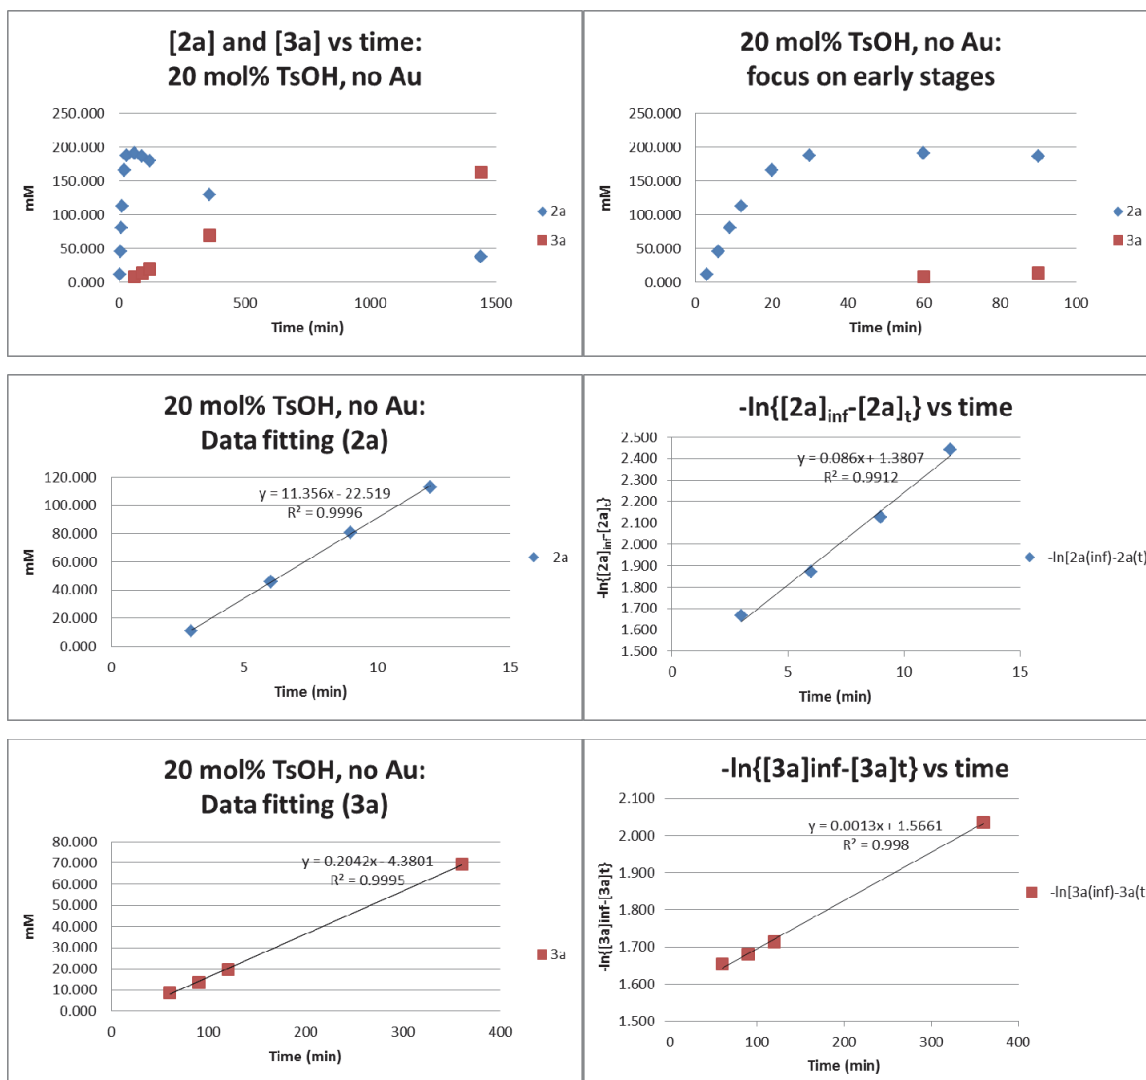 [2a] and [3a] vs time:
20 mol% TsOH, no Au
250.000
200.000
150.000
100.000
50.000
0.000
mM
0 500 1000 1500
Time (min)
2a
3a
20 mol% TsOH, no Au:
focus on early stages
250.000
200.000
150.000
100.000
50.000
0.000
mM
0 20 40 60 80 100
Time (min)
2a
3a
20 mol% TsOH, no Au:
Data fitting (2a)
120.000
100.000
80.000
60.000
40.000
20.000
0.000
mM
y = 11.356x - 22.519
R² = 0.9996
0 5 10 15
Time (min)
2a
-ln{[2a]inf-[2a]t} vs time
2.500
2.400
2.300
2.200
2.100
2.000
1.900
1.800
1.700
1.600
1.500
-ln{[2a]inf-[2a]t}
y = 0.086x + 1.3807
R² = 0.9912
0 5 10 15
Time (min)
-ln[2a(inf)-2a(t)
20 mol% TsOH, no Au:
Data fitting (3a)
80.000
70.000
60.000
50.000
40.000
30.000
20.000
10.000
0.000
mM
y = 0.2042x - 4.3801
R² = 0.9995
0 100 200 300 400
Time (min)
3a
-ln{[3a]inf-[3a]t} vs time
2.100
2.000
1.900
1.800
1.700
1.600
1.500
-ln{[3a]inf-[3a]t}
y = 0.0013x + 1.5661
R² = 0.998
0 100 200 300 400
Time (min)
-ln[3a(inf)-3a(t